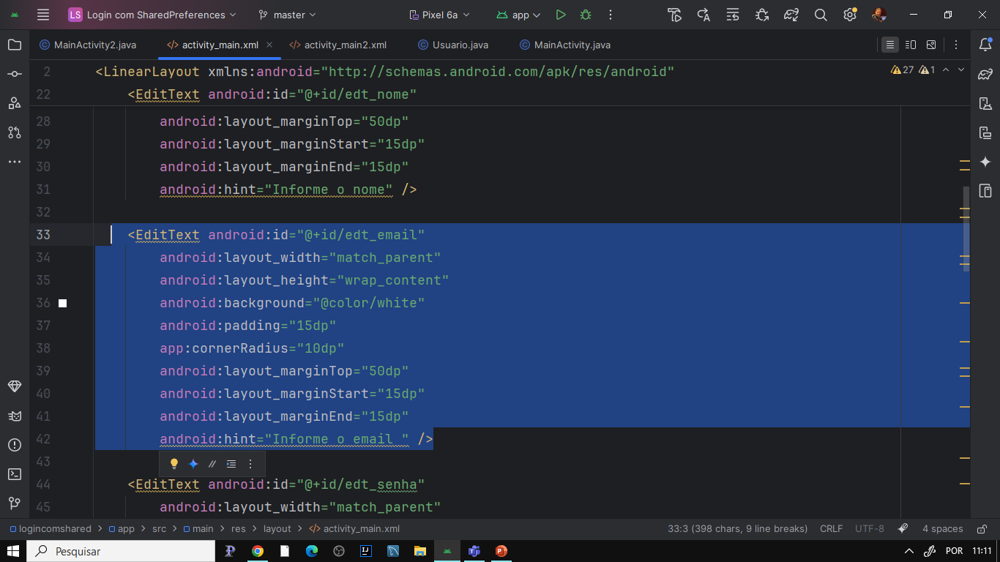 LS Login com SharedPreferences master Pixel 6a app
MainActivity2.java activity_main.xml activity_main2.xml Usuario.java MainActivity.java
2 <LinearLayout xmlns:android="http://schemas.android.com/apk/res/android" 27 1
22 <EditText android:id="@+id/edt_nome"
28 android:layout_marginTop="50dp"
29 android:layout_marginStart="15dp"
30 android:layout_marginEnd="15dp"
31 android:hint="Informe o nome" />
32
33 <EditText android:id="@+id/edt_email"
34 android:layout_width="match_parent"
35 android:layout_height="wrap_content"
36 android:background="@color/white"
37 android:padding="15dp"
38 app:cornerRadius="10dp"
39 android:layout_marginTop="50dp"
40 android:layout_marginStart="15dp"
41 android:layout_marginEnd="15dp"
42 android:hint="Informe o email " />
43
44 <EditText android:id="@+id/edt_senha"
45 android:layout_width="match_parent"
logincomshared > app > src > main > res > layout > activity_main.xml 33:3 (398 chars, 9 line breaks) CRLF UTF-8 4 spaces
Pesquisar POR 11:11